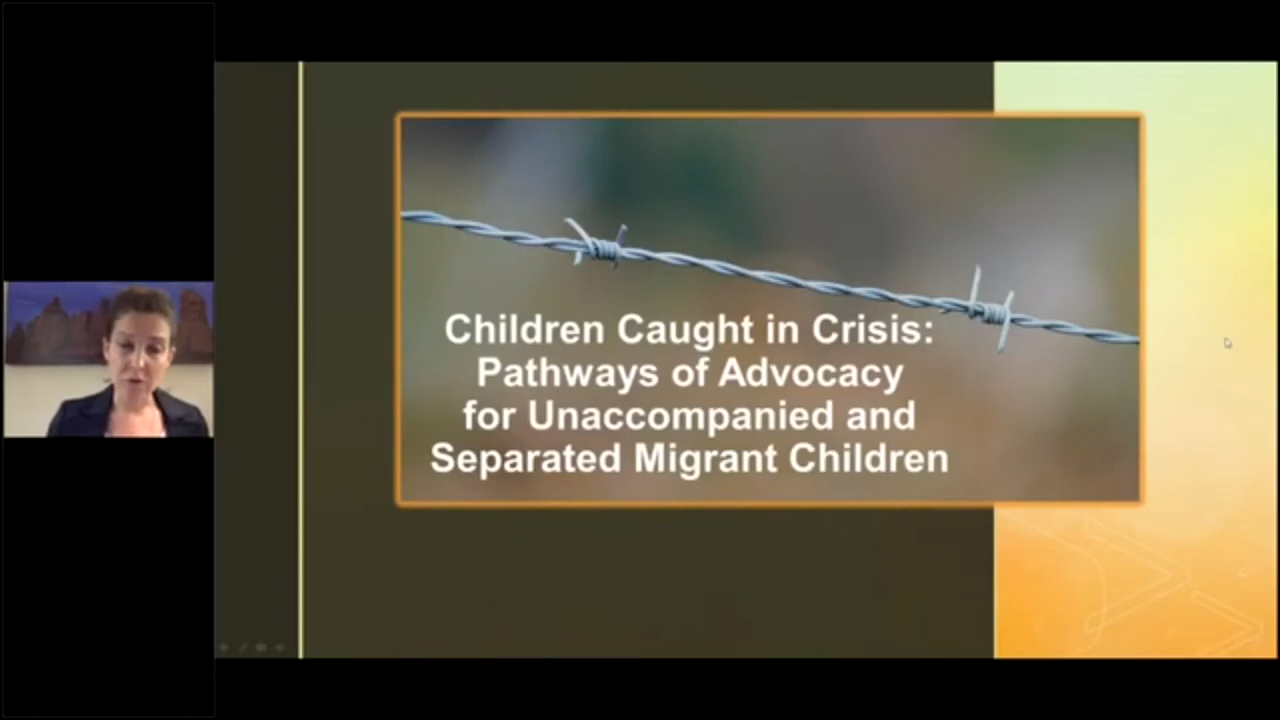 Children Caught in Crisis:
Pathways of Advocacy
for Unaccompanied and
Separated Migrant Children